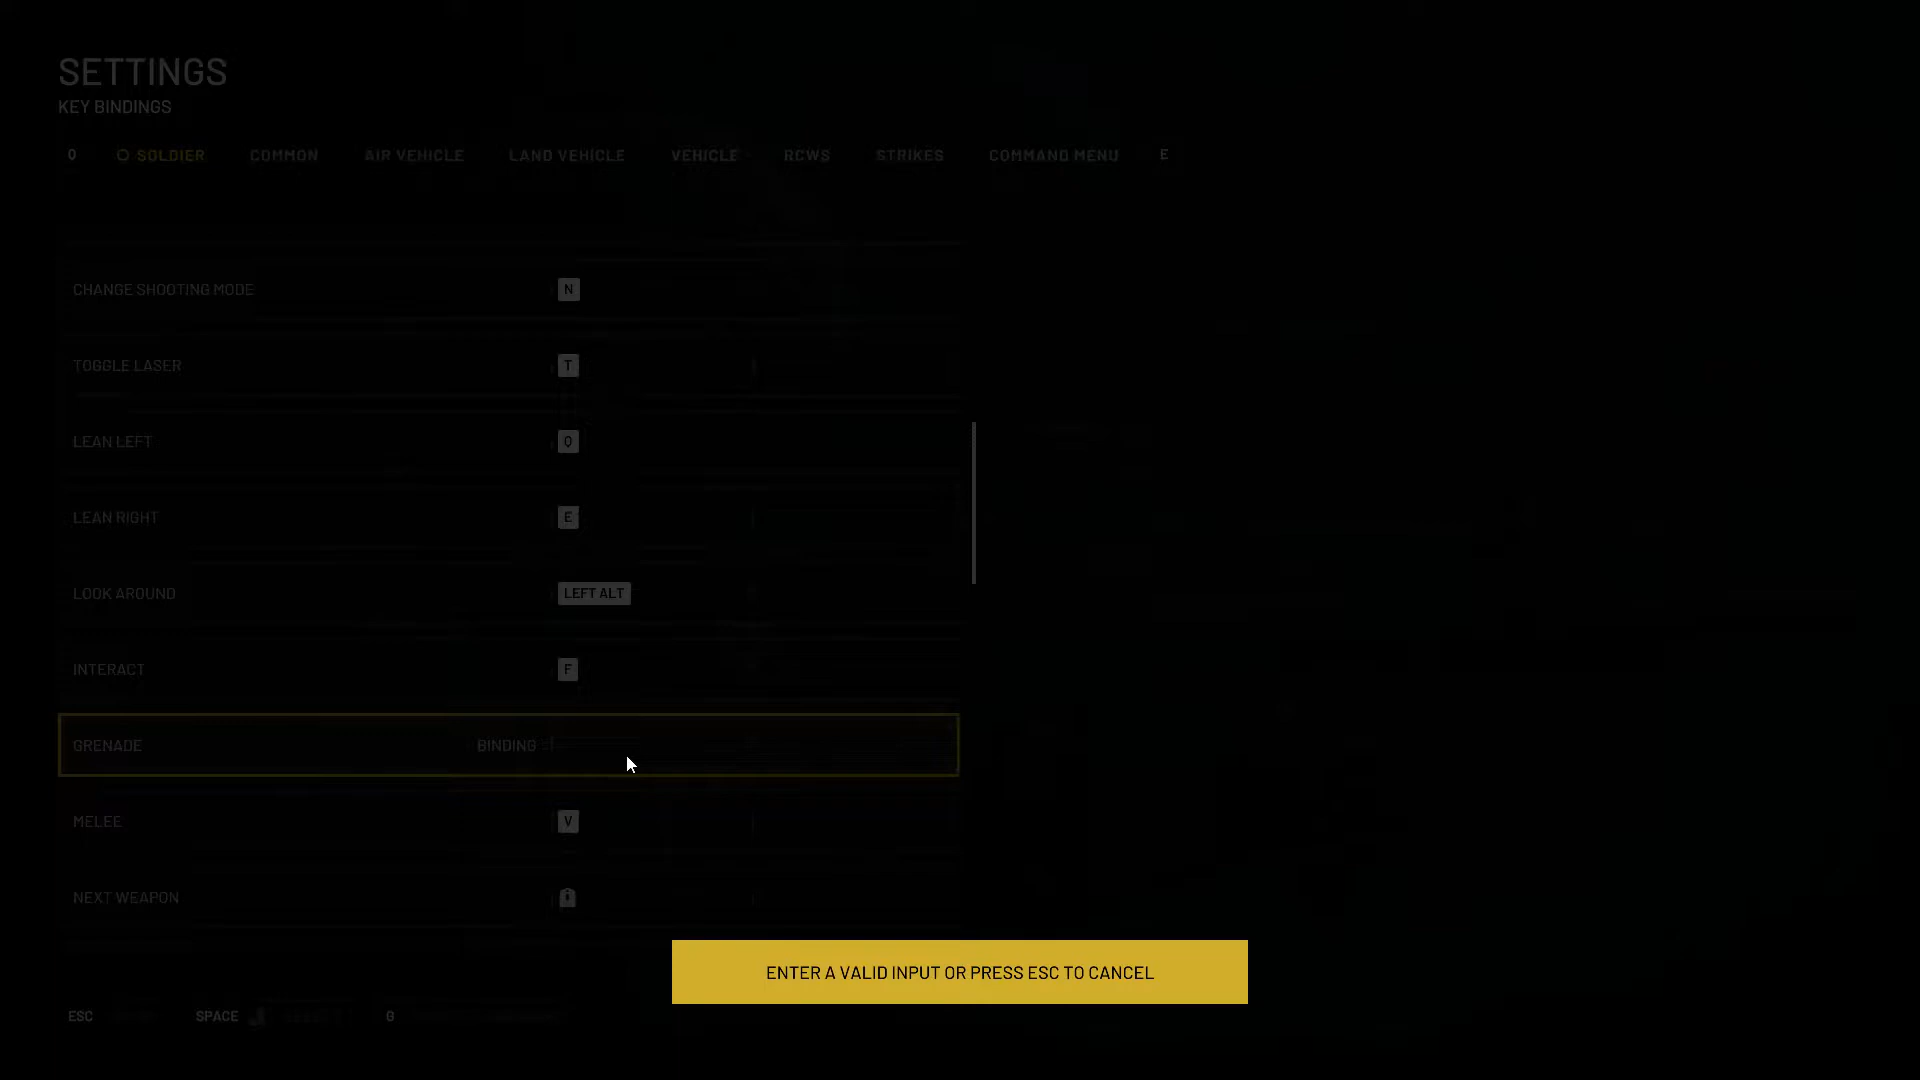 SETTINGS
KEY BINDINGS
Q SOLDIER COMMON AIR VEHICLE LAND VEHICLE VEHICLE RCWS STRIKES COMMAND MENU E
CHANGE SHOOTING MODE N
TOGGLE LASER T
LEAN LEFT Q
LEAN RIGHT E
LOOK AROUND LEFT ALT
INTERACT F
GRENADE BINDING
MELEE V
NEXT WEAPON
ENTER A VALID INPUT OR PRESS ESC TO CANCEL
ESC SPACE